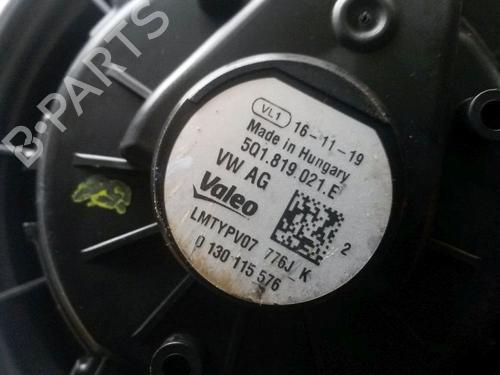 B-PARTS
VL1 16-11-19
Made in Hungary
5Q1.819.021.E
VW AG
Valeo
2
LMTYPV07 776J_K
0 130 115 576